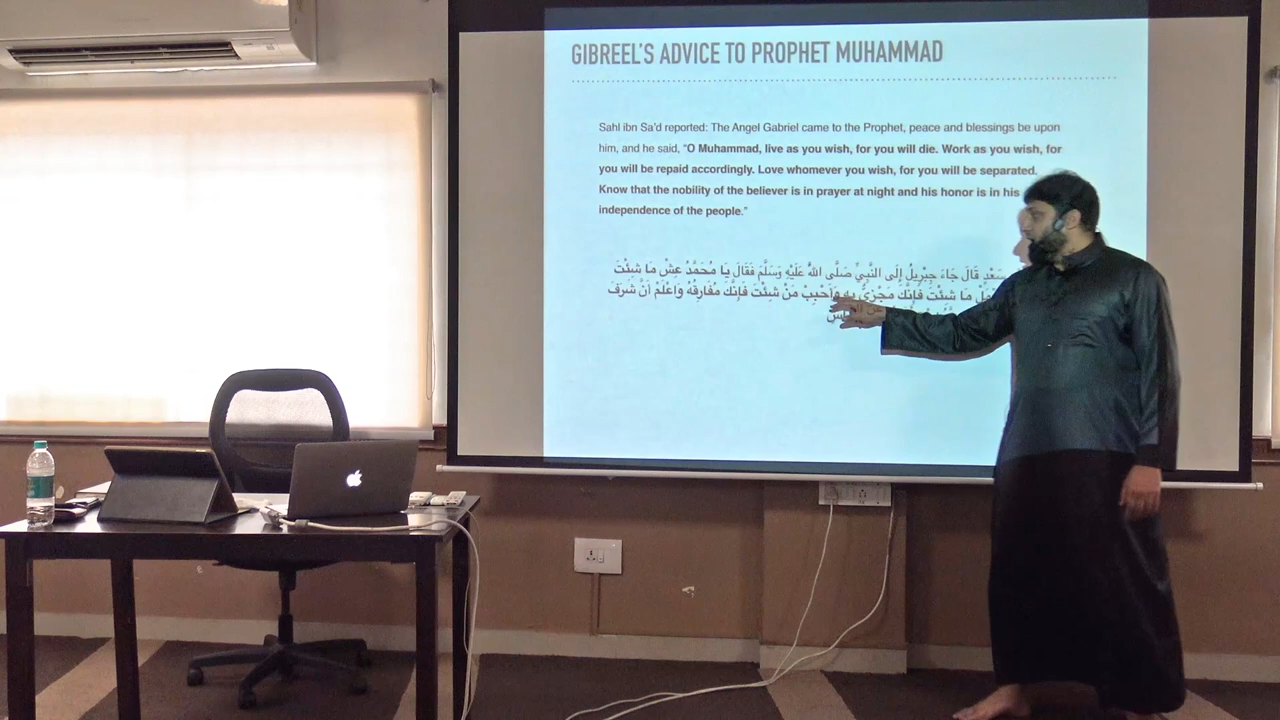 GIBREEL'S ADVICE TO PROPHET MUHAMMAD
Sahl ibn Sa'd reported: The Angel Gabriel came to the Prophet, peace and blessings be upon
him, and he said, "O Muhammad, live as you wish, for you will die. Work as you wish, for
you will be repaid accordingly. Love whomever you wish, for you will be separated.
Know that the nobility of the believer is in prayer at night and his honor is in his
independence of the people."
سَعْدٍ قَالَ جَاءَ جِبْرِيلُ إِلَى النَّبِيِّ صَلَّى اللَّهُ عَلَيْهِ وَسَلَّمَ فَقَالَ يَا مُحَمَّدُ عِشْ مَا شِئْتَ
مَا شِئْتَ فَإِنَّكَ مَجْزِيٌّ بِهِ وَأَحْبِبْ مَنْ شِئْتَ فَإِنَّكَ مُفَارِقُهُ وَاعْلَمْ أَنَّ شَرَفَ